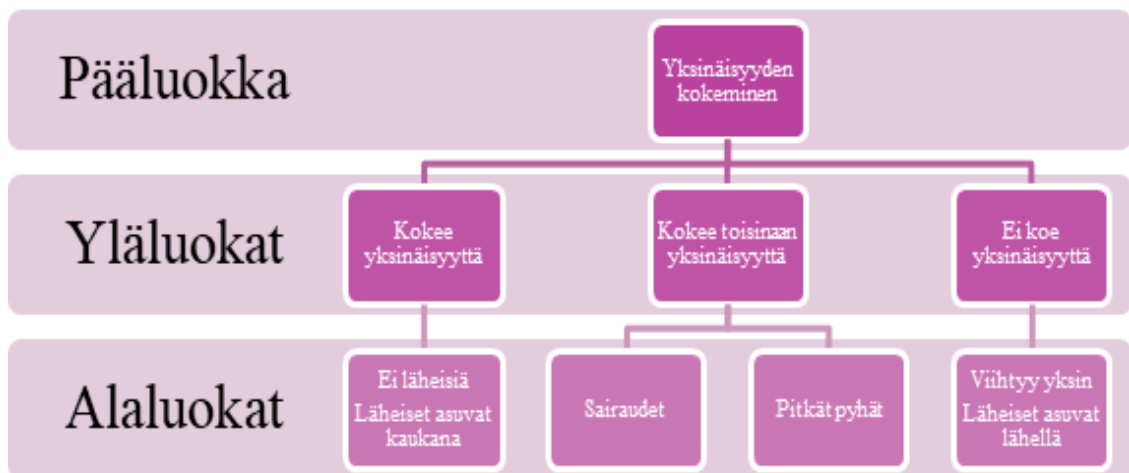 Pääluokka
Yksinäisyyden
kokeminen
Yläluokat
Kokee
yksinäisyyttä
Kokee toisinaan
yksinäisyyttä
Ei koe
yksinäisyyttä
Alaluokat
Ei läheisiä
Läheiset asuvat
kaukana
Sairaudet
Pitkät pyhät
Viihtyy yksin
Läheiset asuvat
lähellä